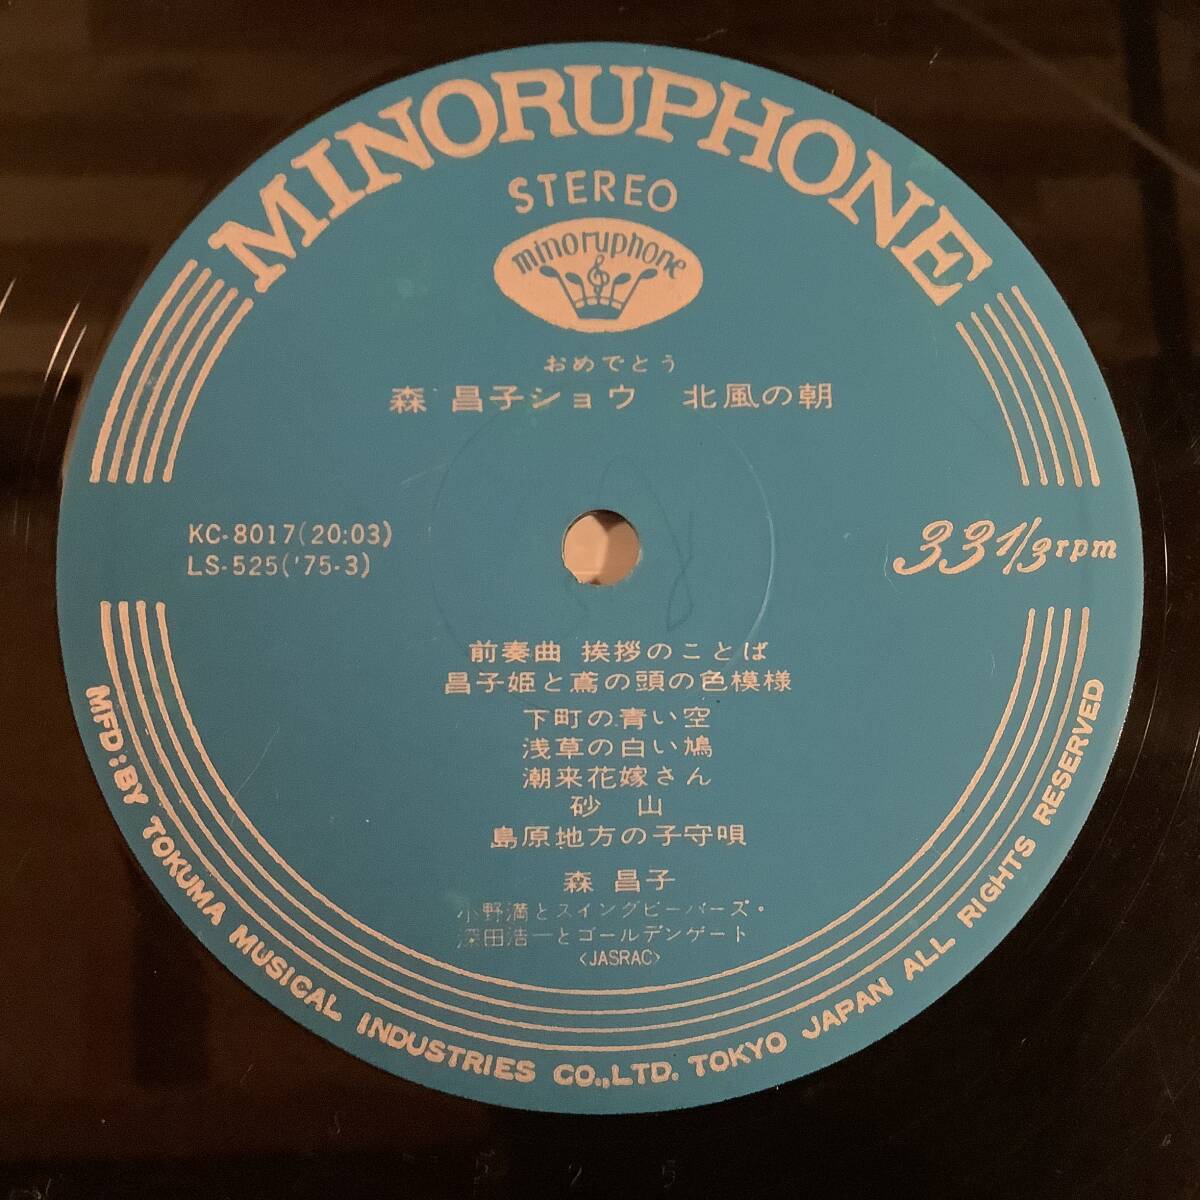 MINORUPHONE
STEREO
minoruphone
おめでとう
森 昌子ショウ 北風の朝
KC-8017(20:03)
LS-525('75-3)
33 1/3 rpm
前奏曲 挨拶のことば
昌子姫と鳶の頭の色模様
下町の青い空
浅草の白い鳩
潮来花嫁さん
砂 山
島原地方の子守唄
森 昌子
小野満とスイングビーバーズ・
深田浩一とゴールデンゲート
<JASRAC>
MFD: BY TOKUMA MUSICAL INDUSTRIES CO.,LTD. TOKYO JAPAN ALL RIGHTS RESERVED
525